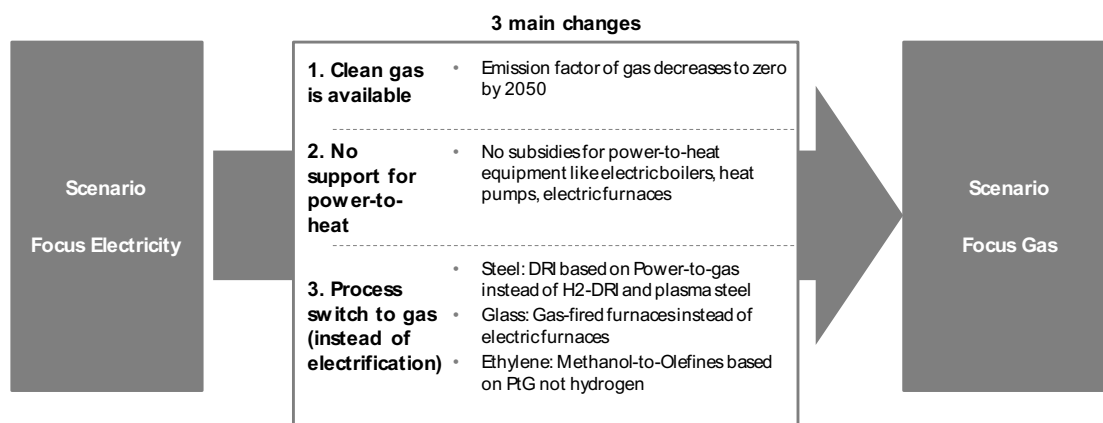 3 main changes
Scenario
Focus Electricity
1. Clean gas
is available
• Emission factor of gas decreases to zero
by 2050
2. No
support for
power-to-
heat
• No subsidies for power-to-heat
equipment like electric boilers, heat
pumps, electric furnaces
3. Process
switch to gas
(instead of
electrification)
• Steel: DRI based on Power-to-gas
instead of H2-DRI and plasma steel
• Glass: Gas-fired furnaces instead of
electric furnaces
• Ethylene: Methanol-to-Olefines based
on PtG not hydrogen
Scenario
Focus Gas